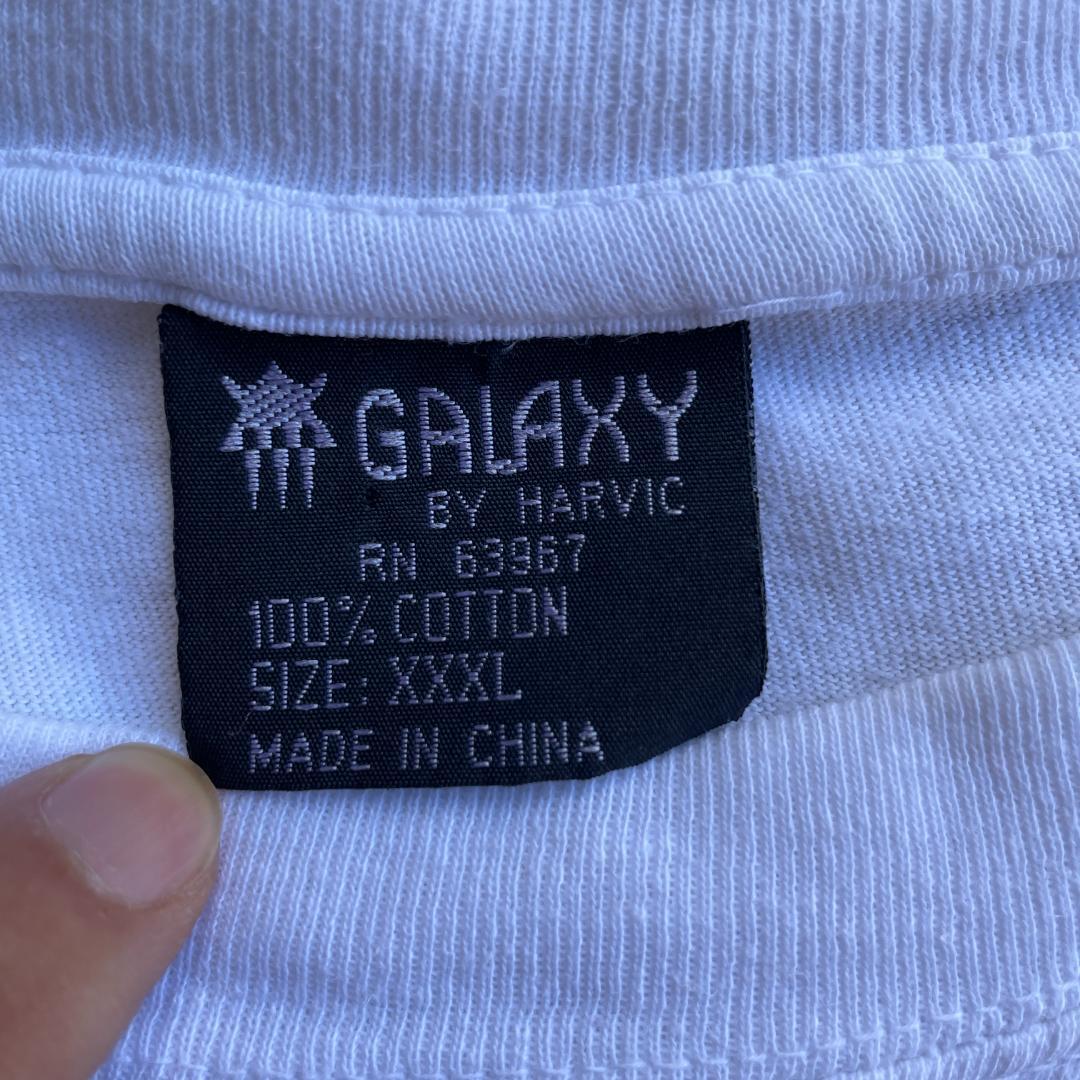 GALAXY
BY HARVIC
RN 63967
100% COTTON
SIZE: XXXL
MADE IN CHINA